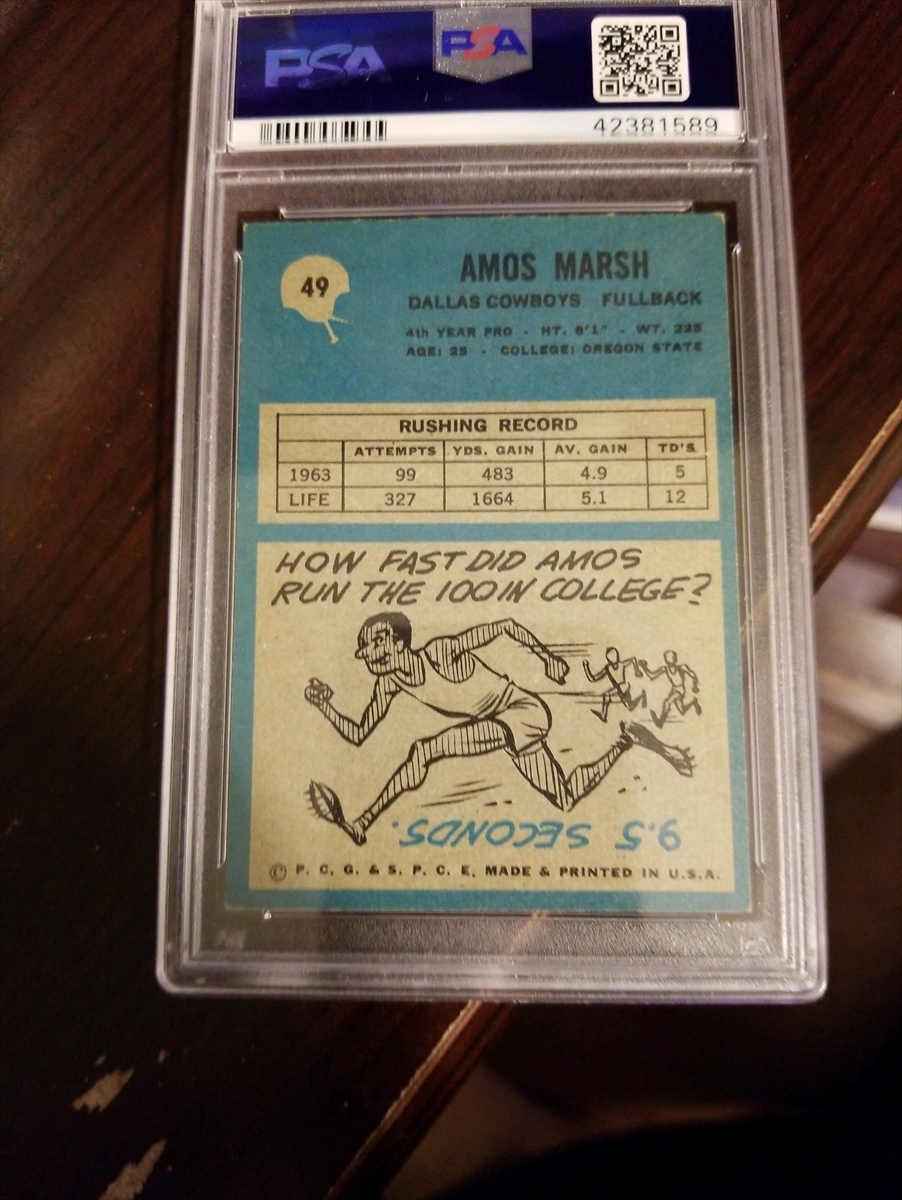 PSA PSA
42381589
49
AMOS MARSH
DALLAS COWBOYS FULLBACK
4th YEAR PRO - HT. 6'1" - WT. 225
AGE: 25 - COLLEGE: OREGON STATE
RUSHING RECORD
ATTEMPTS YDS. GAIN AV. GAIN TD'S
1963 99 483 4.9 5
LIFE 327 1664 5.1 12
HOW FAST DID AMOS
RUN THE 100 IN COLLEGE?
9.5 SECONDS.
© P. C. G. & S. P. C. E. MADE & PRINTED IN U.S.A.